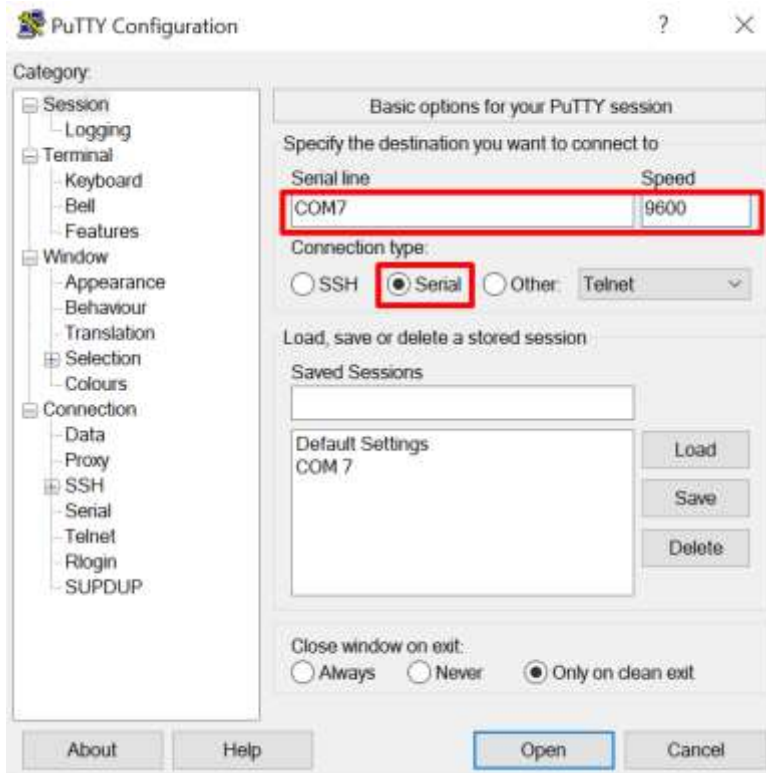 PuTTY Configuration ? ×
Category:
Session
Logging
Terminal
Keyboard
Bell
Features
Window
Appearance
Behaviour
Translation
Selection
Colours
Connection
Data
Proxy
SSH
Serial
Telnet
Rlogin
SUPDUP
Basic options for your PuTTY session
Specify the destination you want to connect to
Serial line Speed
COM7 9600
Connection type:
SSH Serial Other: Telnet
Load, save or delete a stored session
Saved Sessions
Default Settings
COM 7
Load
Save
Delete
Close window on exit:
Always Never Only on clean exit
About Help Open Cancel